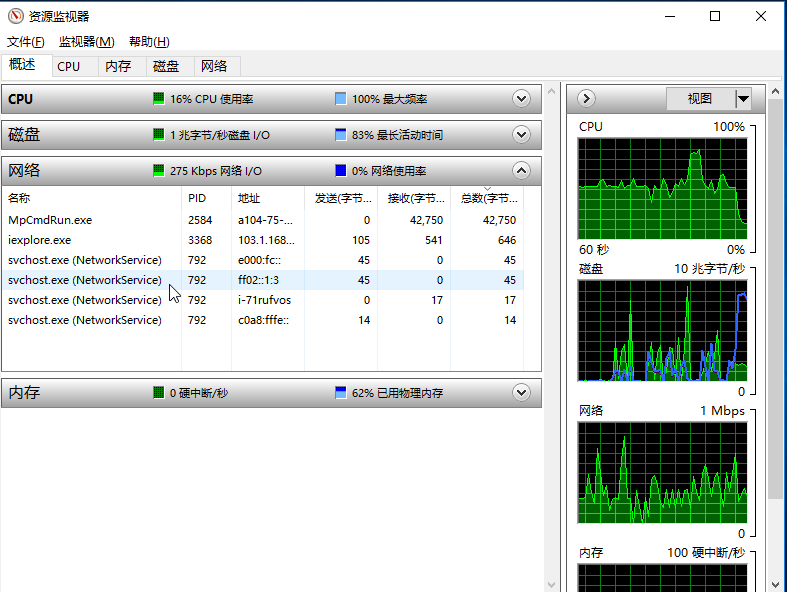 资源监视器
文件(F) 监视器(M) 帮助(H)
概述 CPU 内存 磁盘 网络
CPU 16% CPU 使用率 100% 最大频率
磁盘 1 兆字节/秒磁盘 I/O 83% 最长活动时间
网络 275 Kbps 网络 I/O 0% 网络使用率
名称 PID 地址 发送(字节... 接收(字节... 总数(字节...
MpCmdRun.exe 2584 a104-75-... 0 42,750 42,750
iexplore.exe 3368 103.1.168... 105 541 646
svchost.exe (NetworkService) 792 e000:fc:: 45 0 45
svchost.exe (NetworkService) 792 ff02::1:3 45 0 45
svchost.exe (NetworkService) 792 i-71rufvos 0 17 17
svchost.exe (NetworkService) 792 c0a8:fffe:: 14 0 14
内存 0 硬中断/秒 62% 已用物理内存
视图
CPU 100%
60 秒 0%
磁盘 10 兆字节/秒
0
网络 1 Mbps
0
内存 100 硬中断/秒